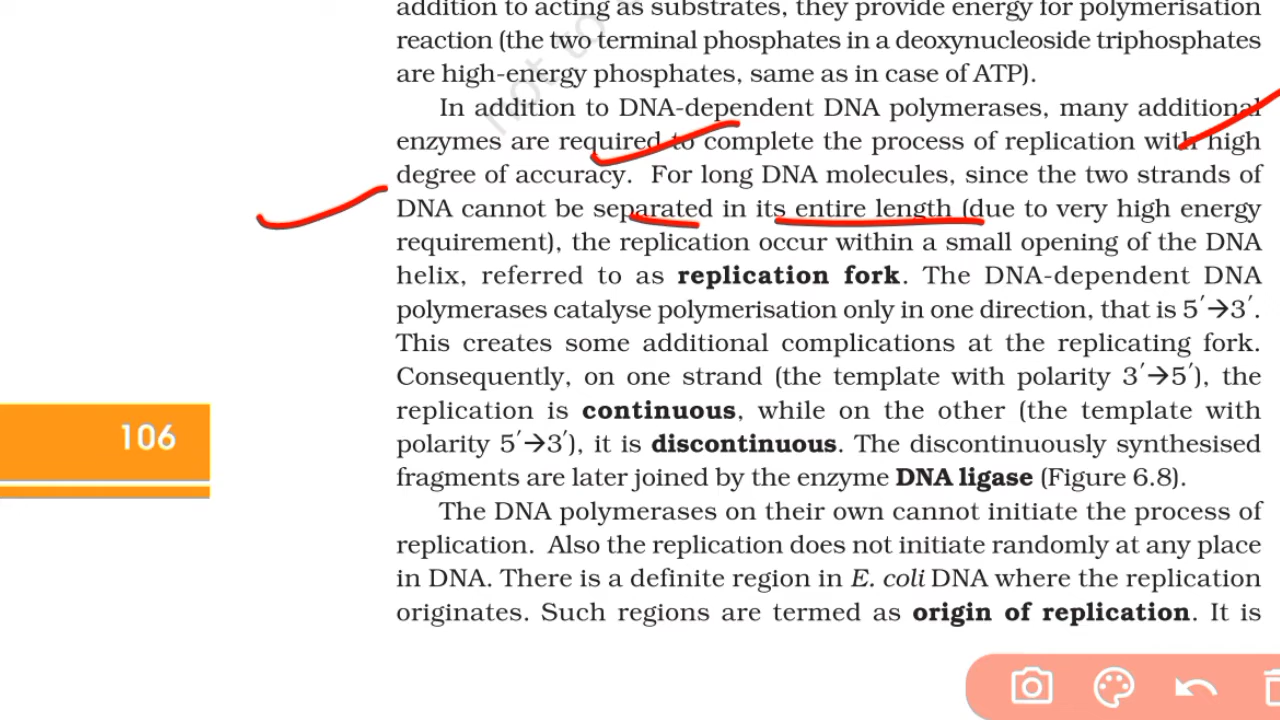 addition to acting as substrates, they provide energy for polymerisation
reaction (the two terminal phosphates in a deoxynucleoside triphosphates
are high-energy phosphates, same as in case of ATP).
In addition to DNA-dependent DNA polymerases, many additional
enzymes are required to complete the process of replication with high
degree of accuracy. For long DNA molecules, since the two strands of
DNA cannot be separated in its entire length (due to very high energy
requirement), the replication occur within a small opening of the DNA
helix, referred to as replication fork. The DNA-dependent DNA
polymerases catalyse polymerisation only in one direction, that is 5′→3′.
This creates some additional complications at the replicating fork.
Consequently, on one strand (the template with polarity 3′→5′), the
replication is continuous, while on the other (the template with
polarity 5′→3′), it is discontinuous. The discontinuously synthesised
fragments are later joined by the enzyme DNA ligase (Figure 6.8).
The DNA polymerases on their own cannot initiate the process of
replication. Also the replication does not initiate randomly at any place
in DNA. There is a definite region in E. coli DNA where the replication
originates. Such regions are termed as origin of replication. It is
106
not to